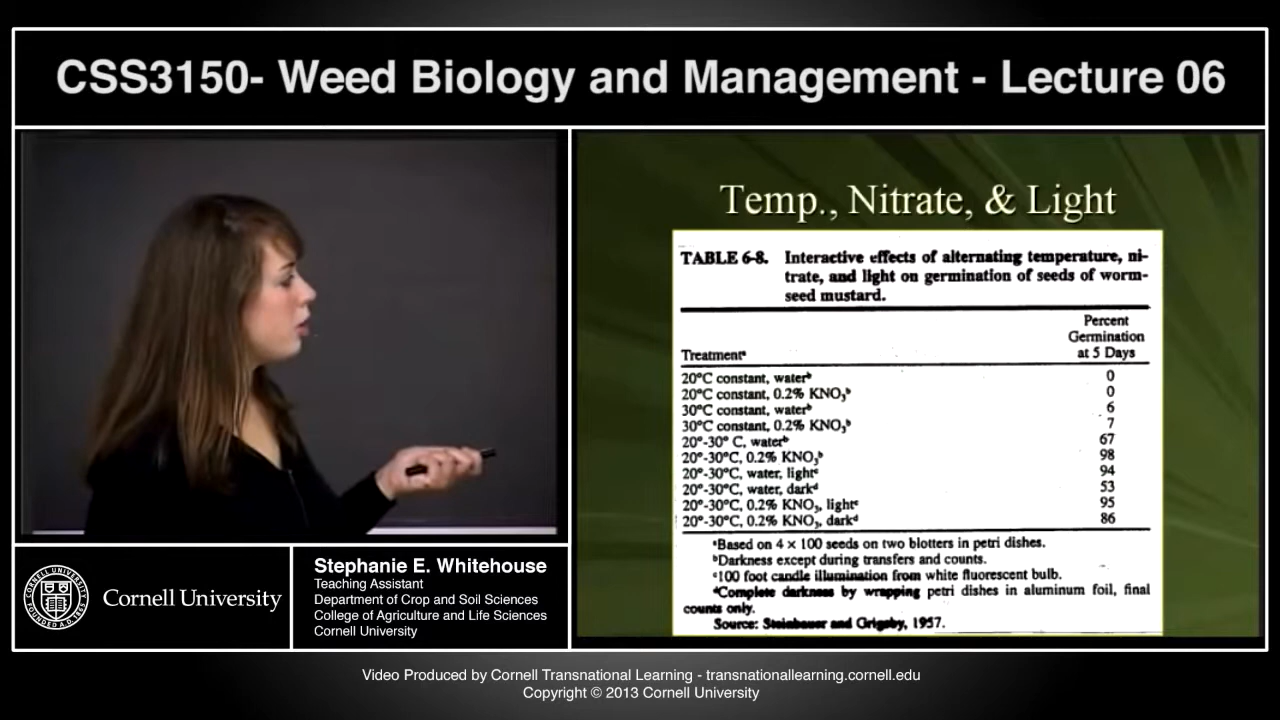 CSS3150- Weed Biology and Management - Lecture 06
Temp., Nitrate, & Light
TABLE 6-8. Interactive effects of alternating temperature, ni-
trate, and light on germination of seeds of worm-
seed mustard.
Percent
Germination
Trementᵃ at 5 Days
20°C constant, waterᵇ 0
20°C constant, 0.2% KNO₃ᵇ 0
30°C constant, waterᵇ 6
30°C constant, 0.2% KNO₃ᵇ 7
20°-30° C, waterᵇ 67
20°-30°C, 0.2% KNO₃ᵇ 98
20°-30°C, water, lightᶜ 94
20°-30°C, water, darkᵈ 53
20°-30°C, 0.2% KNO₃, lightᶜ 95
20°-30°C, 0.2% KNO₃, darkᵈ 86
ᵃBased on 4 × 100 seeds on two blotters in petri dishes.
ᵇDarkness except during transfers and counts.
ᶜ100 foot candle illumination from white fluorescent bulb.
ᵈComplete darkness by wrapping petri dishes in aluminum foil, final
counts only.
Source: Steinbauer and Grigsby, 1957.
Cornell University
Stephanie E. Whitehouse
Teaching Assistant
Department of Crop and Soil Sciences
College of Agriculture and Life Sciences
Cornell University
Video Produced by Cornell Transnational Learning - transnationallearning.cornell.edu
Copyright © 2013 Cornell University